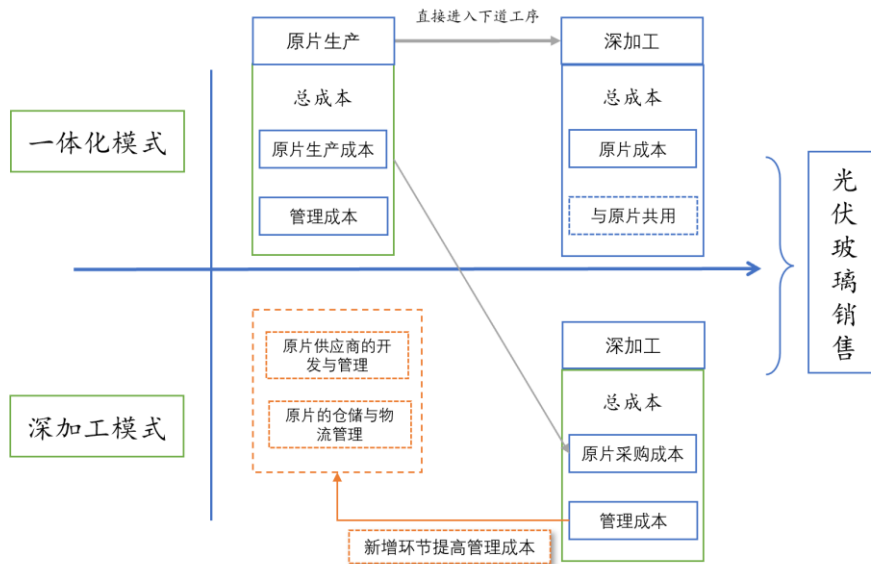 直接进入下道工序
原片生产
深加工
总成本
总成本
一体化模式
原片生产成本
原片成本
管理成本
与原片共用
光伏玻璃销售
原片供应商的开
发与管理
深加工
总成本
原片的仓储与物
流管理
深加工模式
原片采购成本
管理成本
新增环节提高管理成本